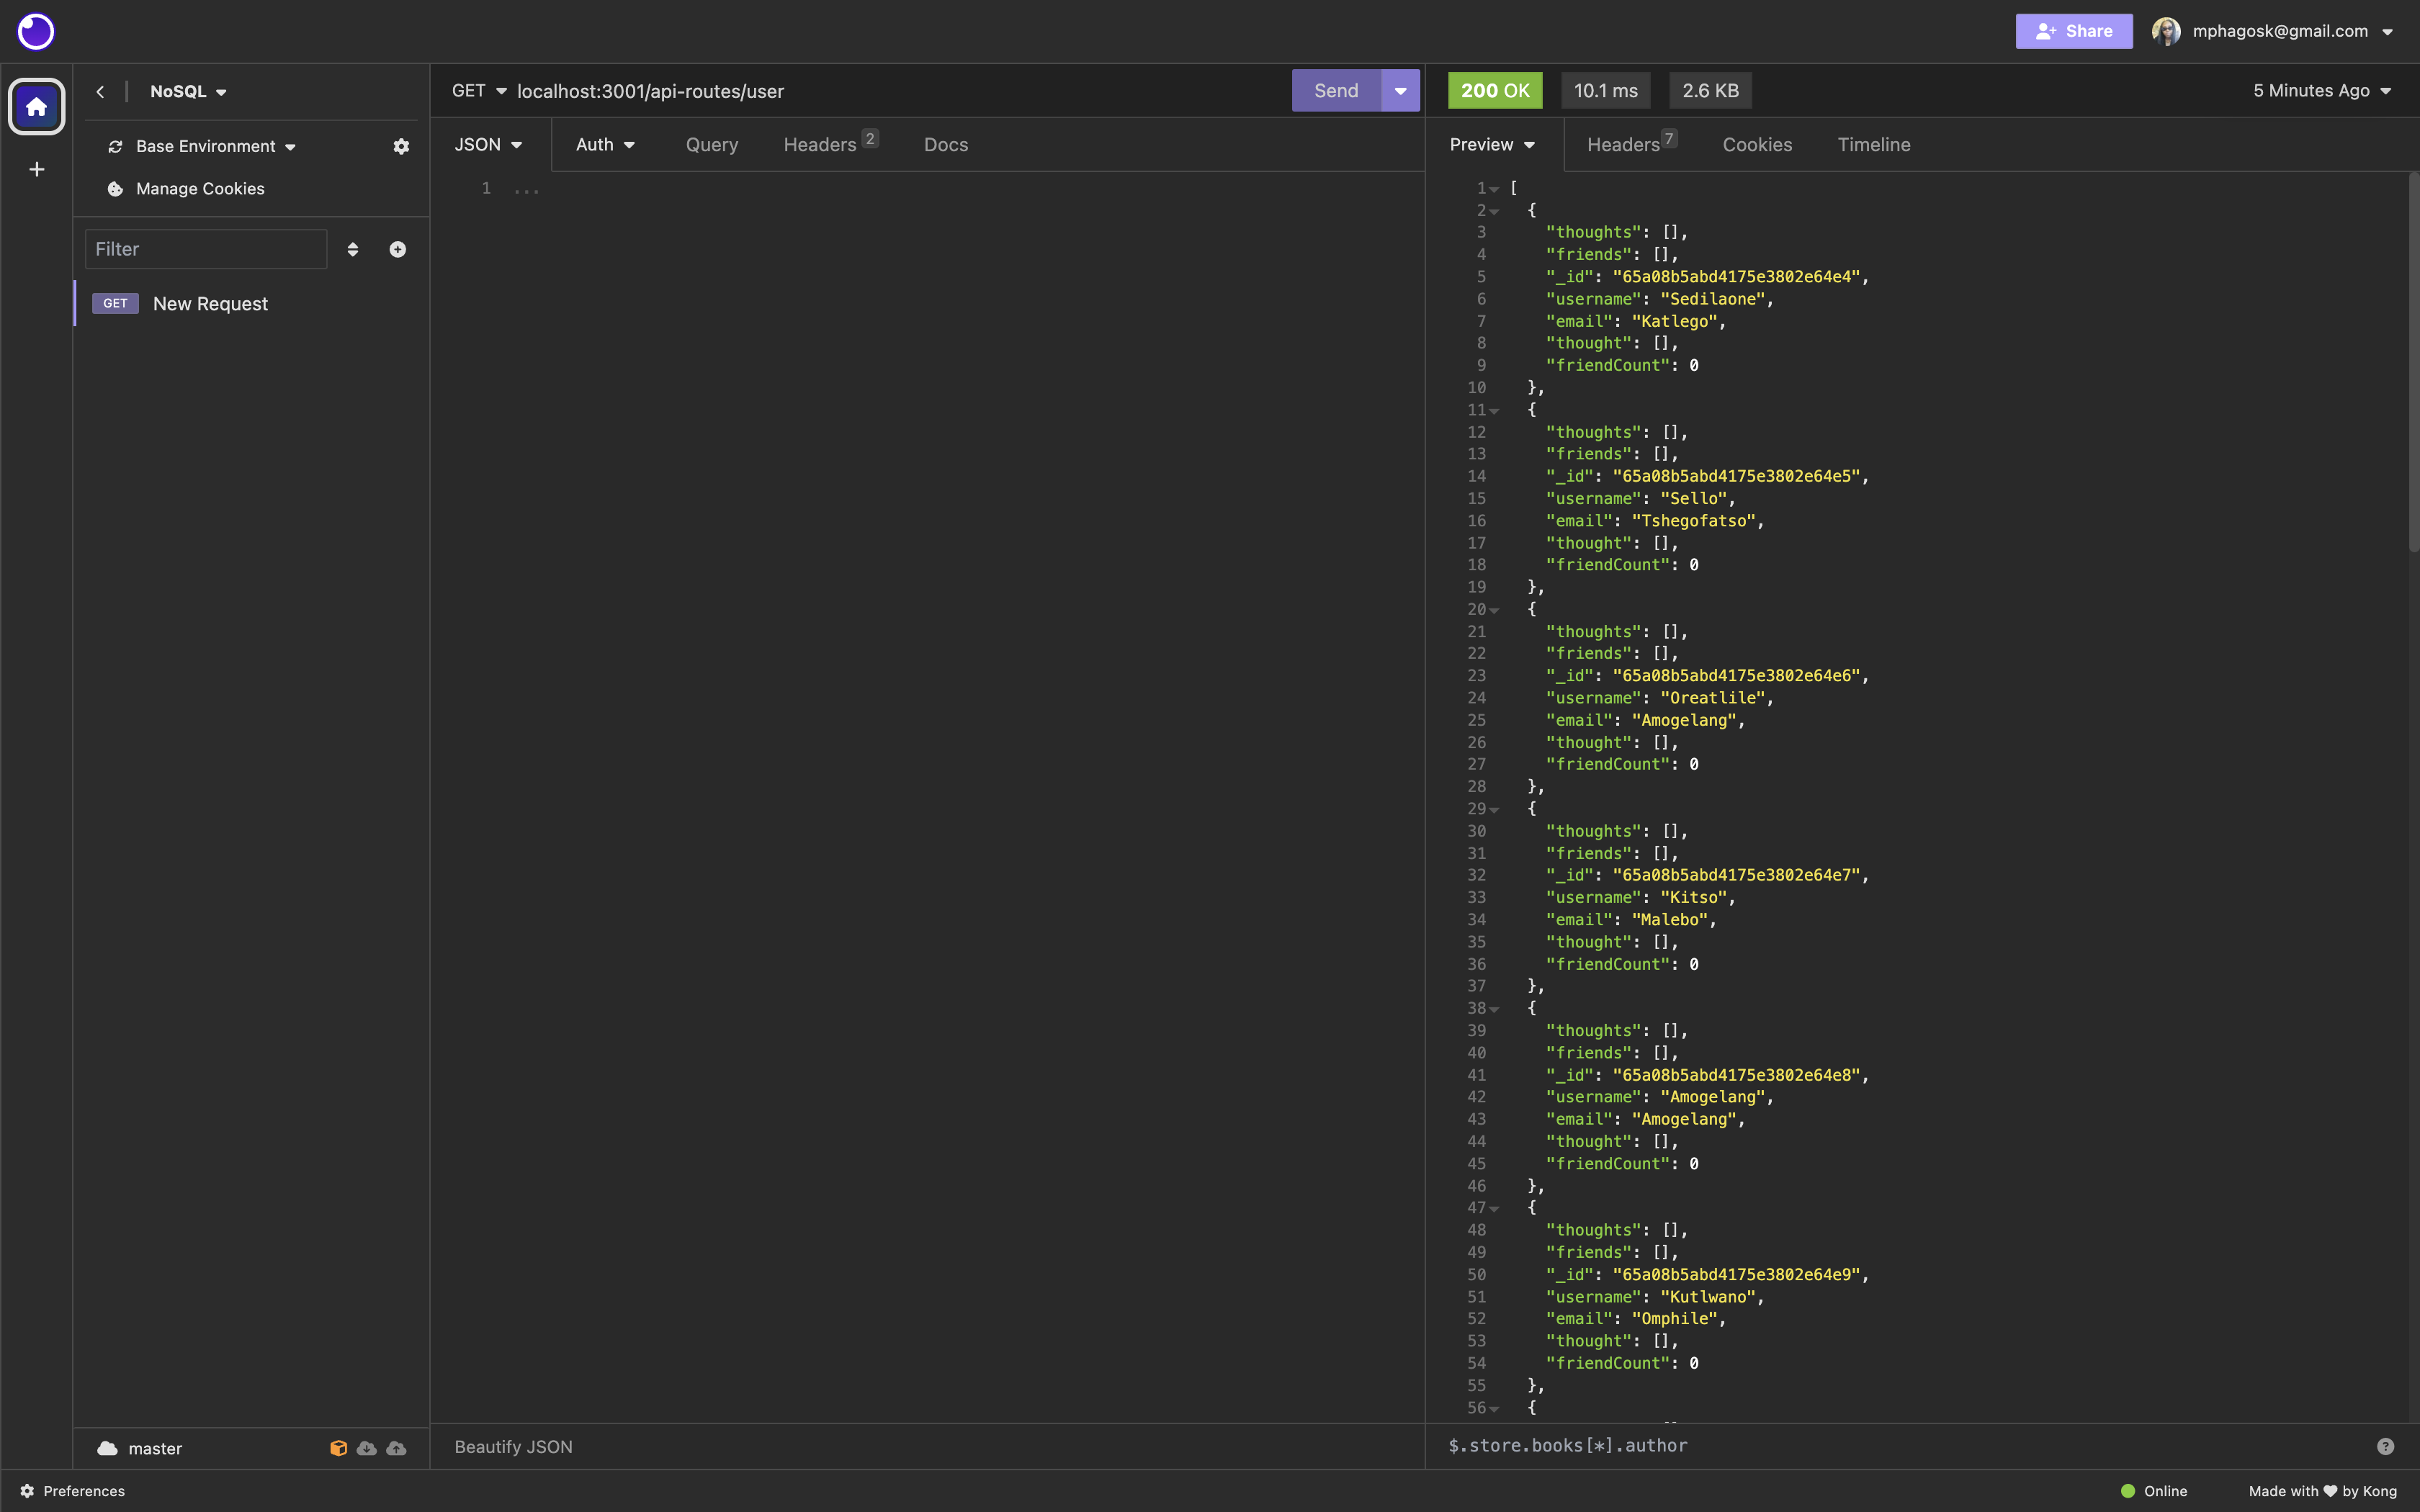 Share
mphagosk@gmail.com
NoSQL
Base Environment
Manage Cookies
Filter
GET New Request
master
GET localhost:3001/api-routes/user Send
JSON Auth Query Headers 2 Docs
1 ...
Beautify JSON
200 OK 10.1 ms 2.6 KB 5 Minutes Ago
Preview Headers 7 Cookies Timeline
1 [
2 {
3 "thoughts": [],
4 "friends": [],
5 "_id": "65a08b5abd4175e3802e64e4",
6 "username": "Sedilaone",
7 "email": "Katlego",
8 "thought": [],
9 "friendCount": 0
10 },
11 {
12 "thoughts": [],
13 "friends": [],
14 "_id": "65a08b5abd4175e3802e64e5",
15 "username": "Sello",
16 "email": "Tshegofatso",
17 "thought": [],
18 "friendCount": 0
19 },
20 {
21 "thoughts": [],
22 "friends": [],
23 "_id": "65a08b5abd4175e3802e64e6",
24 "username": "Oreatlile",
25 "email": "Amogelang",
26 "thought": [],
27 "friendCount": 0
28 },
29 {
30 "thoughts": [],
31 "friends": [],
32 "_id": "65a08b5abd4175e3802e64e7",
33 "username": "Kitso",
34 "email": "Malebo",
35 "thought": [],
36 "friendCount": 0
37 },
38 {
39 "thoughts": [],
40 "friends": [],
41 "_id": "65a08b5abd4175e3802e64e8",
42 "username": "Amogelang",
43 "email": "Amogelang",
44 "thought": [],
45 "friendCount": 0
46 },
47 {
48 "thoughts": [],
49 "friends": [],
50 "_id": "65a08b5abd4175e3802e64e9",
51 "username": "Kutlwano",
52 "email": "Omphile",
53 "thought": [],
54 "friendCount": 0
55 },
56 {
$.store.books[*].author
Preferences
Online
Made with ♥ by Kong